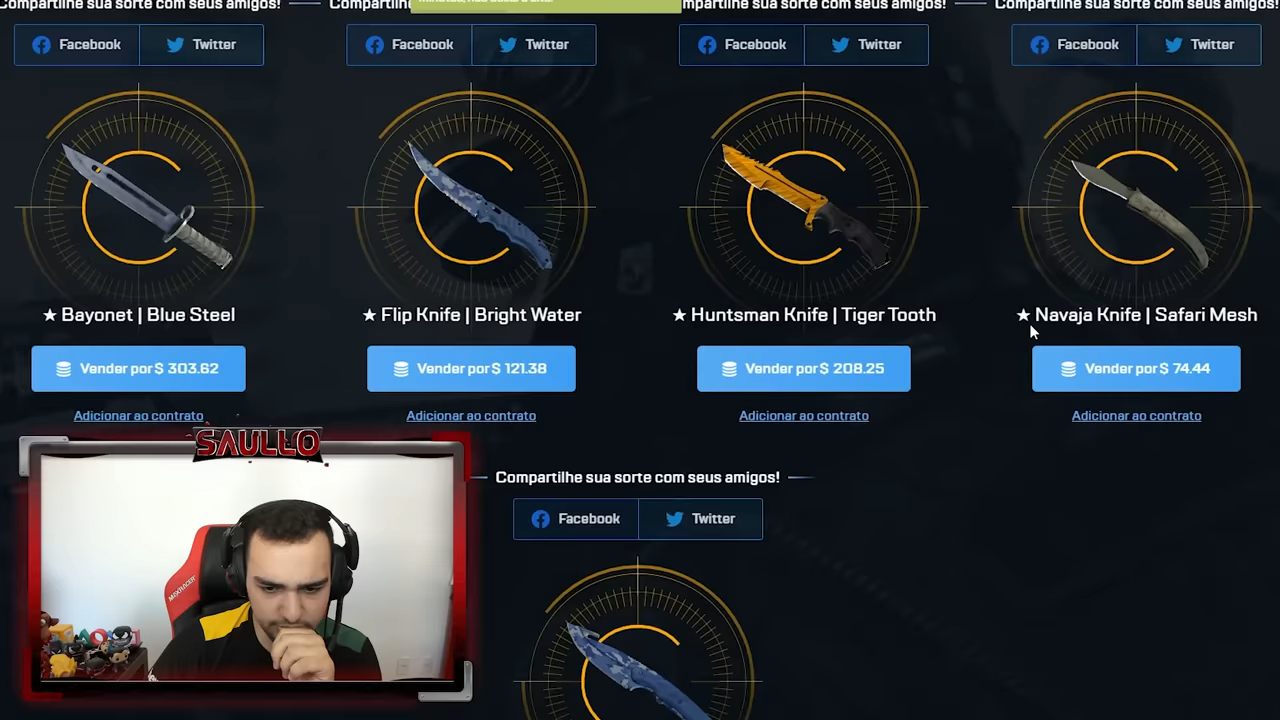 Compartilhe sua sorte com seus amigos!
Facebook
Twitter
Facebook
Twitter
mpartilhe sua sorte com seus amigos!
Facebook
Twitter
Compartilhe sua sorte com seus amigos!
Facebook
Twitter
★ Bayonet | Blue Steel
★ Flip Knife | Bright Water
★ Huntsman Knife | Tiger Tooth
★ Navaja Knife | Safari Mesh
Vender por $ 303.62
Vender por $ 121.38
Vender por $ 208.25
Vender por $ 74.44
Adicionar ao contrato
Adicionar ao contrato
Adicionar ao contrato
Adicionar ao contrato
SAULLO
Compartilhe sua sorte com seus amigos!
Facebook
Twitter